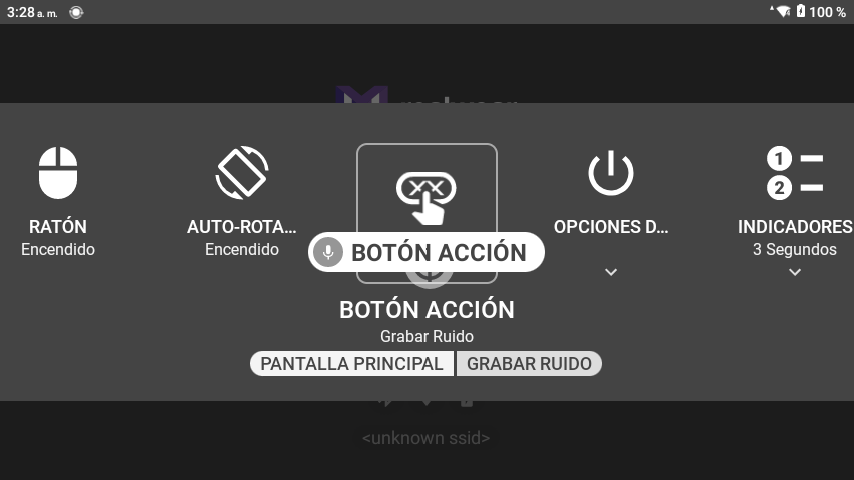 3:28 a. m.
100 %
RATÓN
Encendido
AUTO-ROTA...
Encendido
BOTÓN ACCIÓN
OPCIONES D...
INDICADORES
3 Segundos
BOTÓN ACCIÓN
Grabar Ruido
PANTALLA PRINCIPAL
GRABAR RUIDO
<unknown ssid>